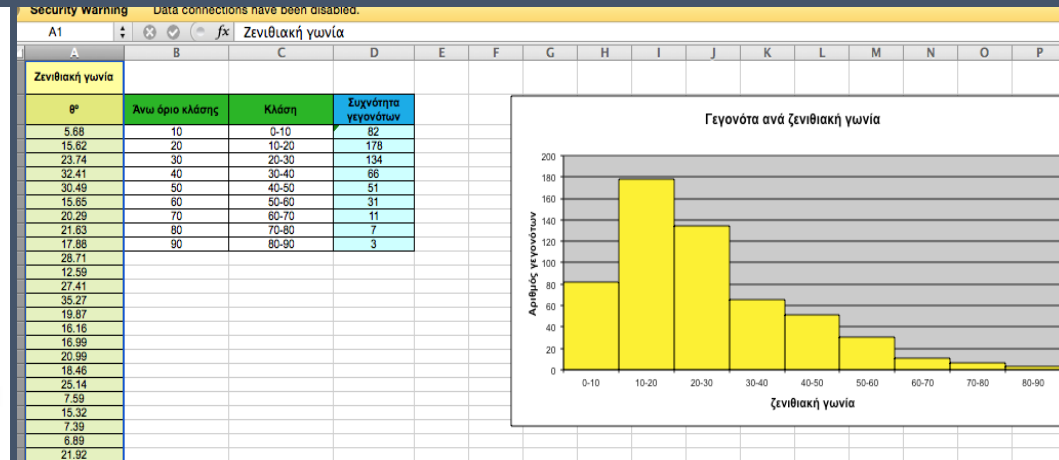 Security Warning Data connections have been disabled.
A1 fx Ζενιθιακή γωνία
A B C D E F G H I J K L M N O P
Ζενιθιακή γωνία
θº Άνω όριο κλάσης Κλάση Συχνότητα γεγονότων
5.68 10 0-10 82
15.62 20 10-20 178
23.74 30 20-30 134
32.41 40 30-40 66
30.49 50 40-50 51
15.65 60 50-60 31
20.29 70 60-70 11
21.63 80 70-80 7
17.88 90 80-90 3
28.71
12.59
27.41
35.27
19.87
16.16
16.99
20.99
18.46
25.14
7.59
15.32
7.39
6.89
21.92
Γεγονότα ανά ζενιθιακή γωνία
Αριθμός γεγονότων
200
180
160
140
120
100
80
60
40
20
0
0-10 10-20 20-30 30-40 40-50 50-60 60-70 70-80 80-90
ζενιθιακή γωνία